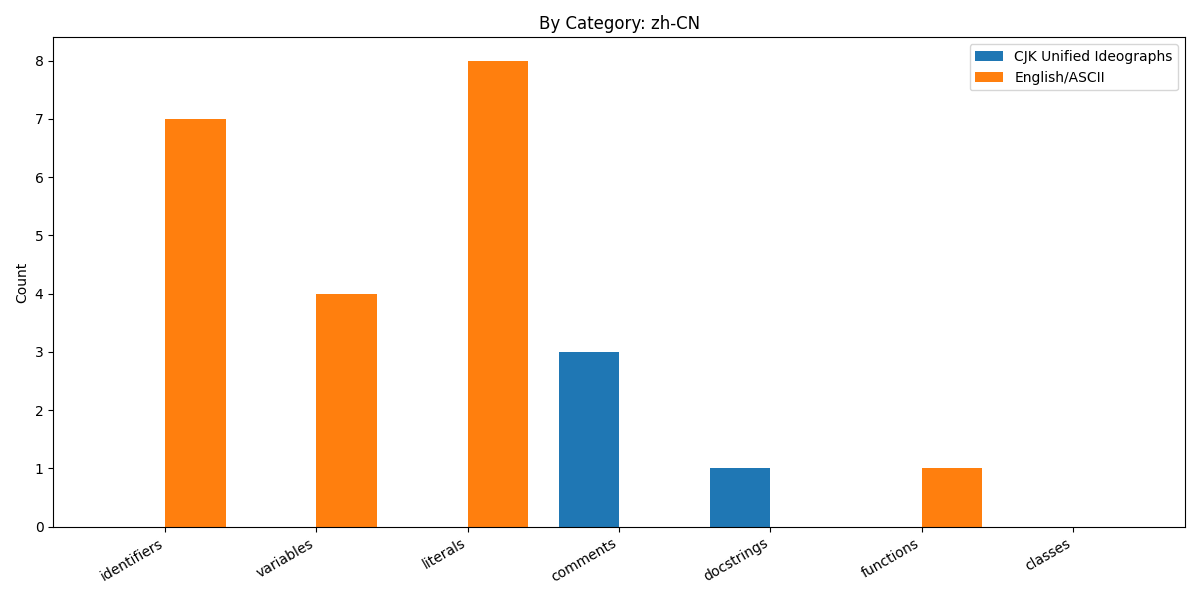 By Category: zh-CN
CJK Unified Ideographs
English/ASCII
Count
8
7
6
5
4
3
2
1
0
identifiers
variables
literals
comments
docstrings
functions
classes